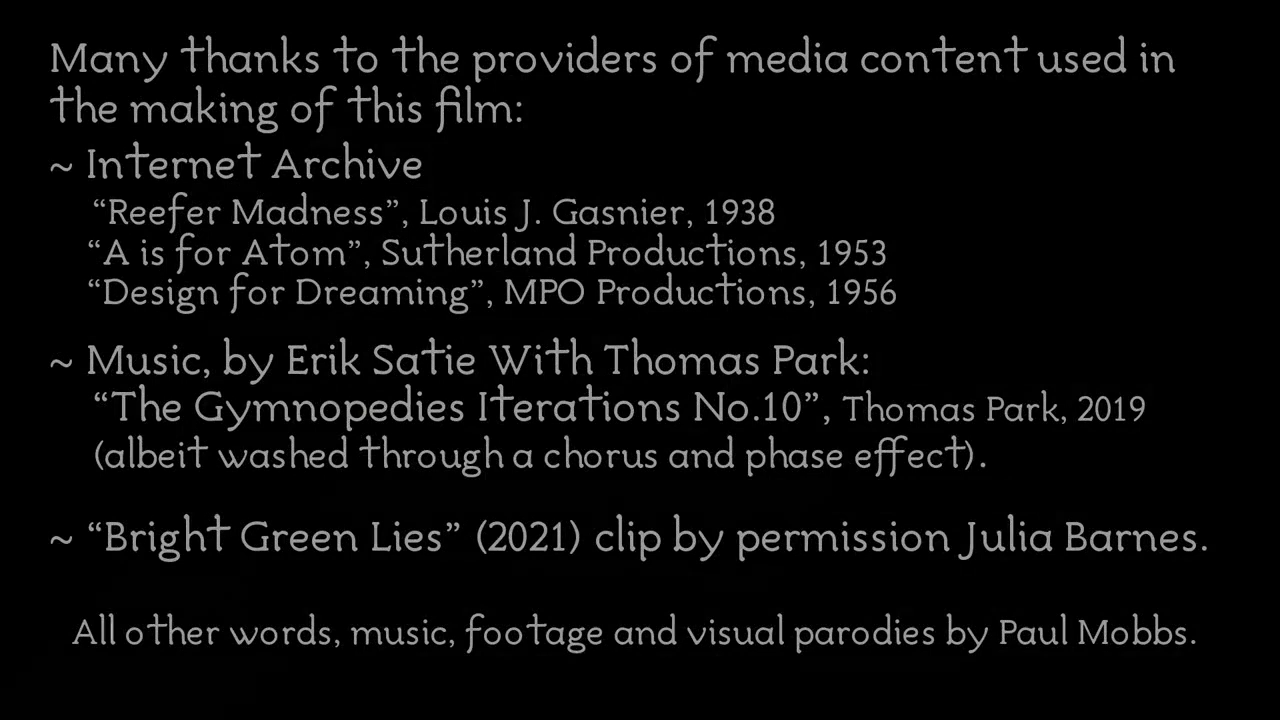 Many thanks to the providers of media content used in
the making of this film:
~ Internet Archive
“Reefer Madness”, Louis J. Gasnier, 1938
“A is for Atom”, Sutherland Productions, 1953
“Design for Dreaming”, MPO Productions, 1956
~ Music, by Erik Satie With Thomas Park:
“The Gymnopedies Iterations No.10”, Thomas Park, 2019
(albeit washed through a chorus and phase effect).
~ “Bright Green Lies” (2021) clip by permission Julia Barnes.
All other words, music, footage and visual parodies by Paul Mobbs.